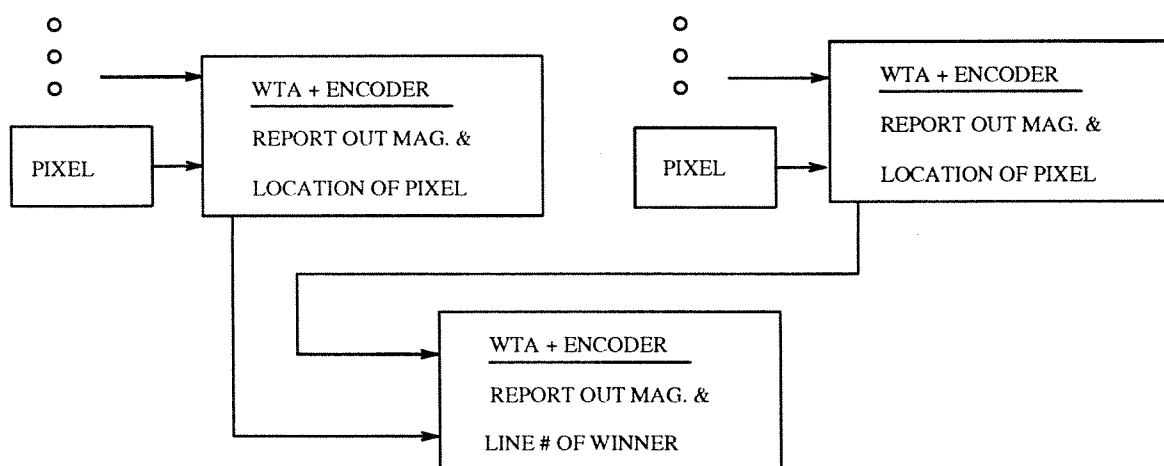 WTA + ENCODER
REPORT OUT MAG. &
LOCATION OF PIXEL
PIXEL
WTA + ENCODER
REPORT OUT MAG. &
LOCATION OF PIXEL
PIXEL
WTA + ENCODER
REPORT OUT MAG. &
LINE # OF WINNER